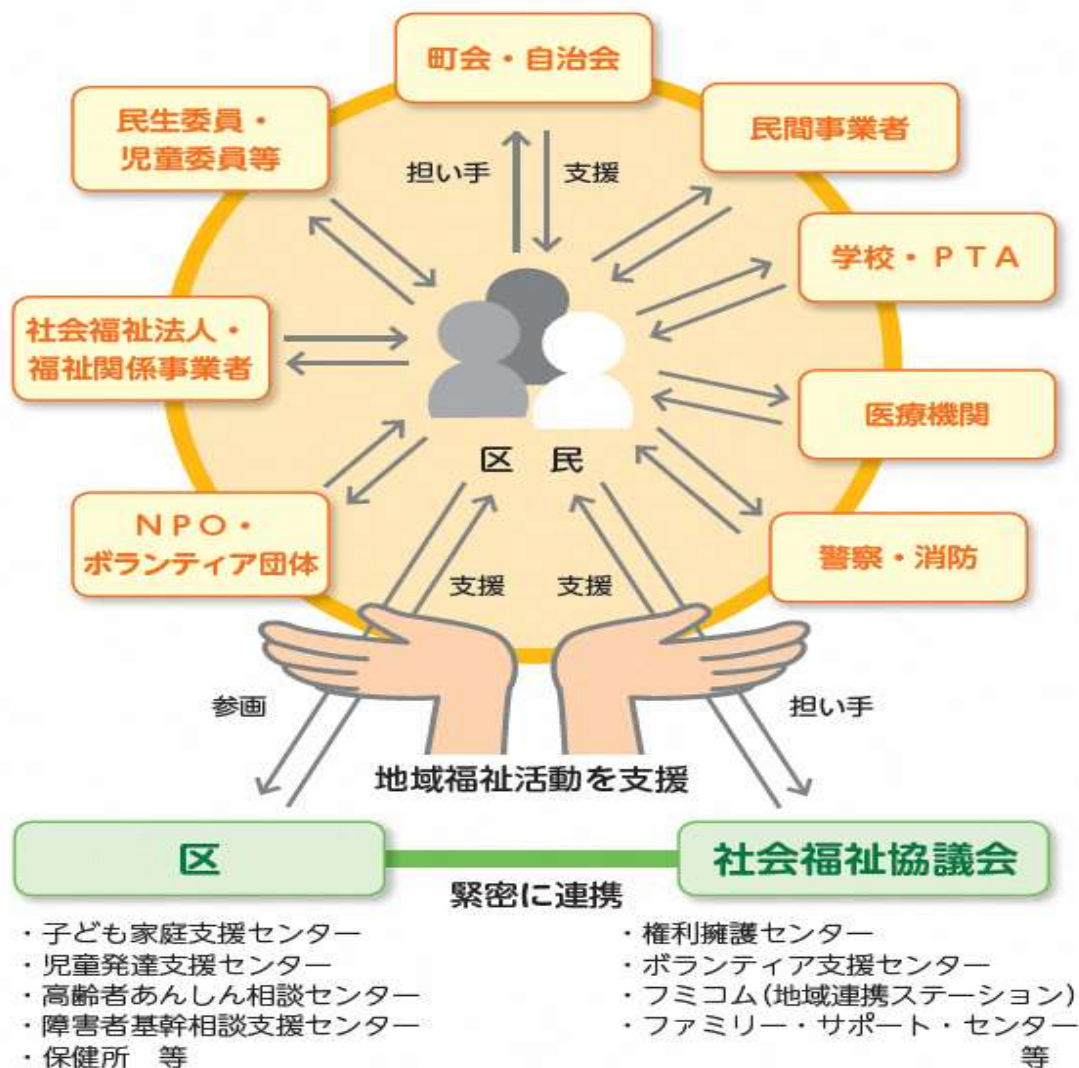 町会・自治会
民生委員・
児童委員等
民間事業者
担い手
支援
学校・PTA
社会福祉法人・
福祉関係事業者
医療機関
区 民
NPO・
ボランティア団体
警察・消防
支援
支援
参画
担い手
地域福祉活動を支援
区
社会福祉協議会
緊密に連携
・子ども家庭支援センター
・児童発達支援センター
・高齢者あんしん相談センター
・障害者基幹相談支援センター
・保健所 等
・権利擁護センター
・ボランティア支援センター
・フミコム(地域連携ステーション)
・ファミリー・サポート・センター
等